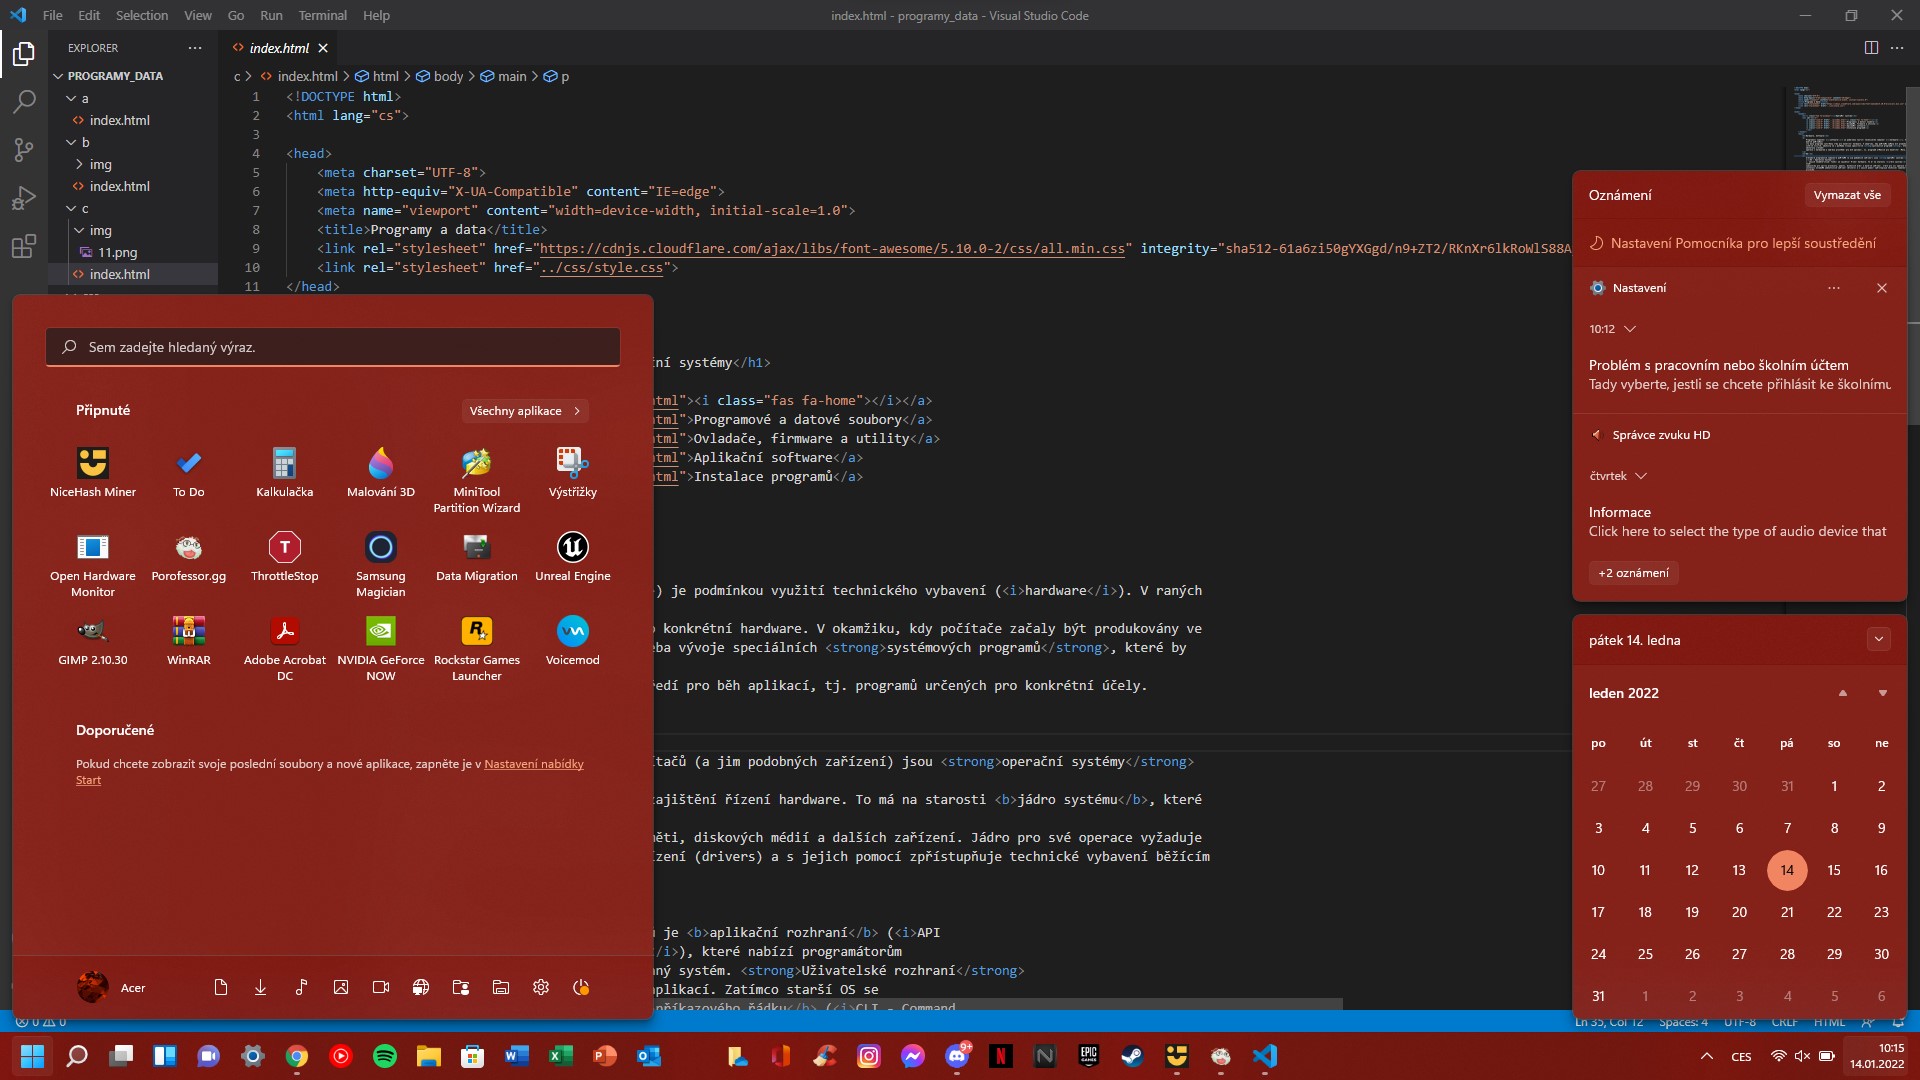 File Edit Selection View Go Run Terminal Help
index.html - programy_data - Visual Studio Code
EXPLORER
PROGRAMY_DATA
a
index.html
b
img
index.html
c
img
11.png
index.html
index.html
c > index.html > html > body > main > p
1 <!DOCTYPE html>
2 <html lang="cs">
3
4 <head>
5 <meta charset="UTF-8">
6 <meta http-equiv="X-UA-Compatible" content="IE=edge">
7 <meta name="viewport" content="width=device-width, initial-scale=1.0">
8 <title>Programy a data</title>
9 <link rel="stylesheet" href="https://cdnjs.cloudflare.com/ajax/libs/font-awesome/5.10.0-2/css/all.min.css" integrity="sha512-61a6zi50gYXGgd/n9+ZT2/RKnXr6lkRoWlS88A
10 <link rel="stylesheet" href="../css/style.css">
11 </head>
ní systémy</h1>
html"><i class="fas fa-home"></i></a>
html">Programové a datové soubory</a>
html">Ovladače, firmware a utility</a>
html">Aplikační software</a>
html">Instalace programů</a>
) je podmínkou využití technického vybavení (<i>hardware</i>). V raných
konkrétní hardware. V okamžiku, kdy počítače začaly být produkovány ve
eba vývoje speciálních <strong>systémových programů</strong>, které by
ředí pro běh aplikací, tj. programů určených pro konkrétní účely.
ítačů (a jim podobných zařízení) jsou <strong>operační systémy</strong>
zajištění řízení hardware. To má na starosti <b>jádro systému</b>, které
ěti, diskových médií a dalších zařízení. Jádro pro své operace vyžaduje
ízení (drivers) a s jejich pomocí zpřístupňuje technické vybavení běžícím
je <b>aplikační rozhraní</b> (<i>API
/i>), které nabízí programátorům
ný systém. <strong>Uživatelské rozhraní</strong>
plikací. Zatímco starší OS se
příkazového řádku</b> (<i>CLI - Command
Sem zadejte hledaný výraz.
Připnuté
Všechny aplikace >
NiceHash Miner
To Do
Kalkulačka
Malování 3D
MiniTool Partition Wizard
Výstřižky
Open Hardware Monitor
Porofessor.gg
ThrottleStop
Samsung Magician
Data Migration
Unreal Engine
GIMP 2.10.30
WinRAR
Adobe Acrobat DC
NVIDIA GeForce NOW
Rockstar Games Launcher
Voicemod
Doporučené
Pokud chcete zobrazit svoje poslední soubory a nové aplikace, zapněte je v Nastavení nabídky
Start
Acer
Oznámení
Vymazat vše
Nastavení Pomocníka pro lepší soustředění
Nastavení
10:12
Problém s pracovním nebo školním účtem
Tady vyberte, jestli se chcete přihlásit ke školnímu
Správce zvuku HD
čtvrtek
Informace
Click here to select the type of audio device that
+2 oznámení
pátek 14. ledna
leden 2022
po út st čt pá so ne
27 28 29 30 31 1 2
3 4 5 6 7 8 9
10 11 12 13 14 15 16
17 18 19 20 21 22 23
24 25 26 27 28 29 30
31 1 2 3 4 5 6
0 0
Ln 35, Col 12 Spaces: 4 UTF-8 CRLF HTML
9+
EPIC GAMES
CES
10:15
14.01.2022